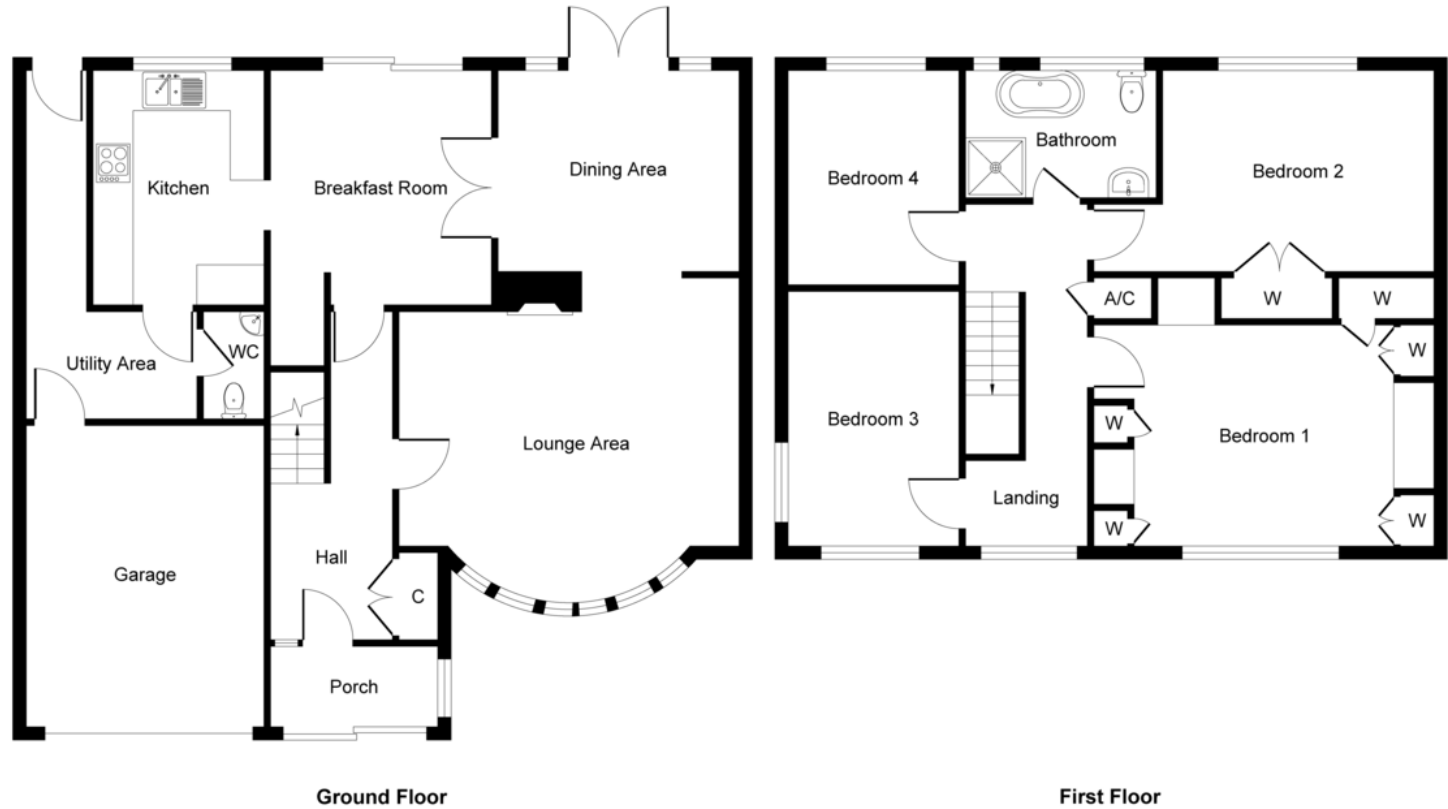 Kitchen
Breakfast Room
Dining Area
Utility Area
WC
Lounge Area
Garage
Hall
C
Porch
Ground Floor
Bedroom 4
Bathroom
Bedroom 2
A/C
W
W
W
Bedroom 3
W
Bedroom 1
Landing
W
W
First Floor